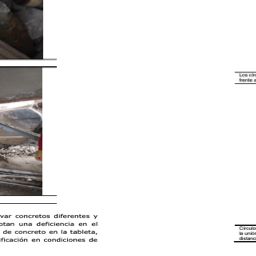 var concretos diferentes y
otan una deficiencia en el
de concreto en la tableta,
ificación en condiciones de
Los cír
frente a
Círculo
la unió
distanc